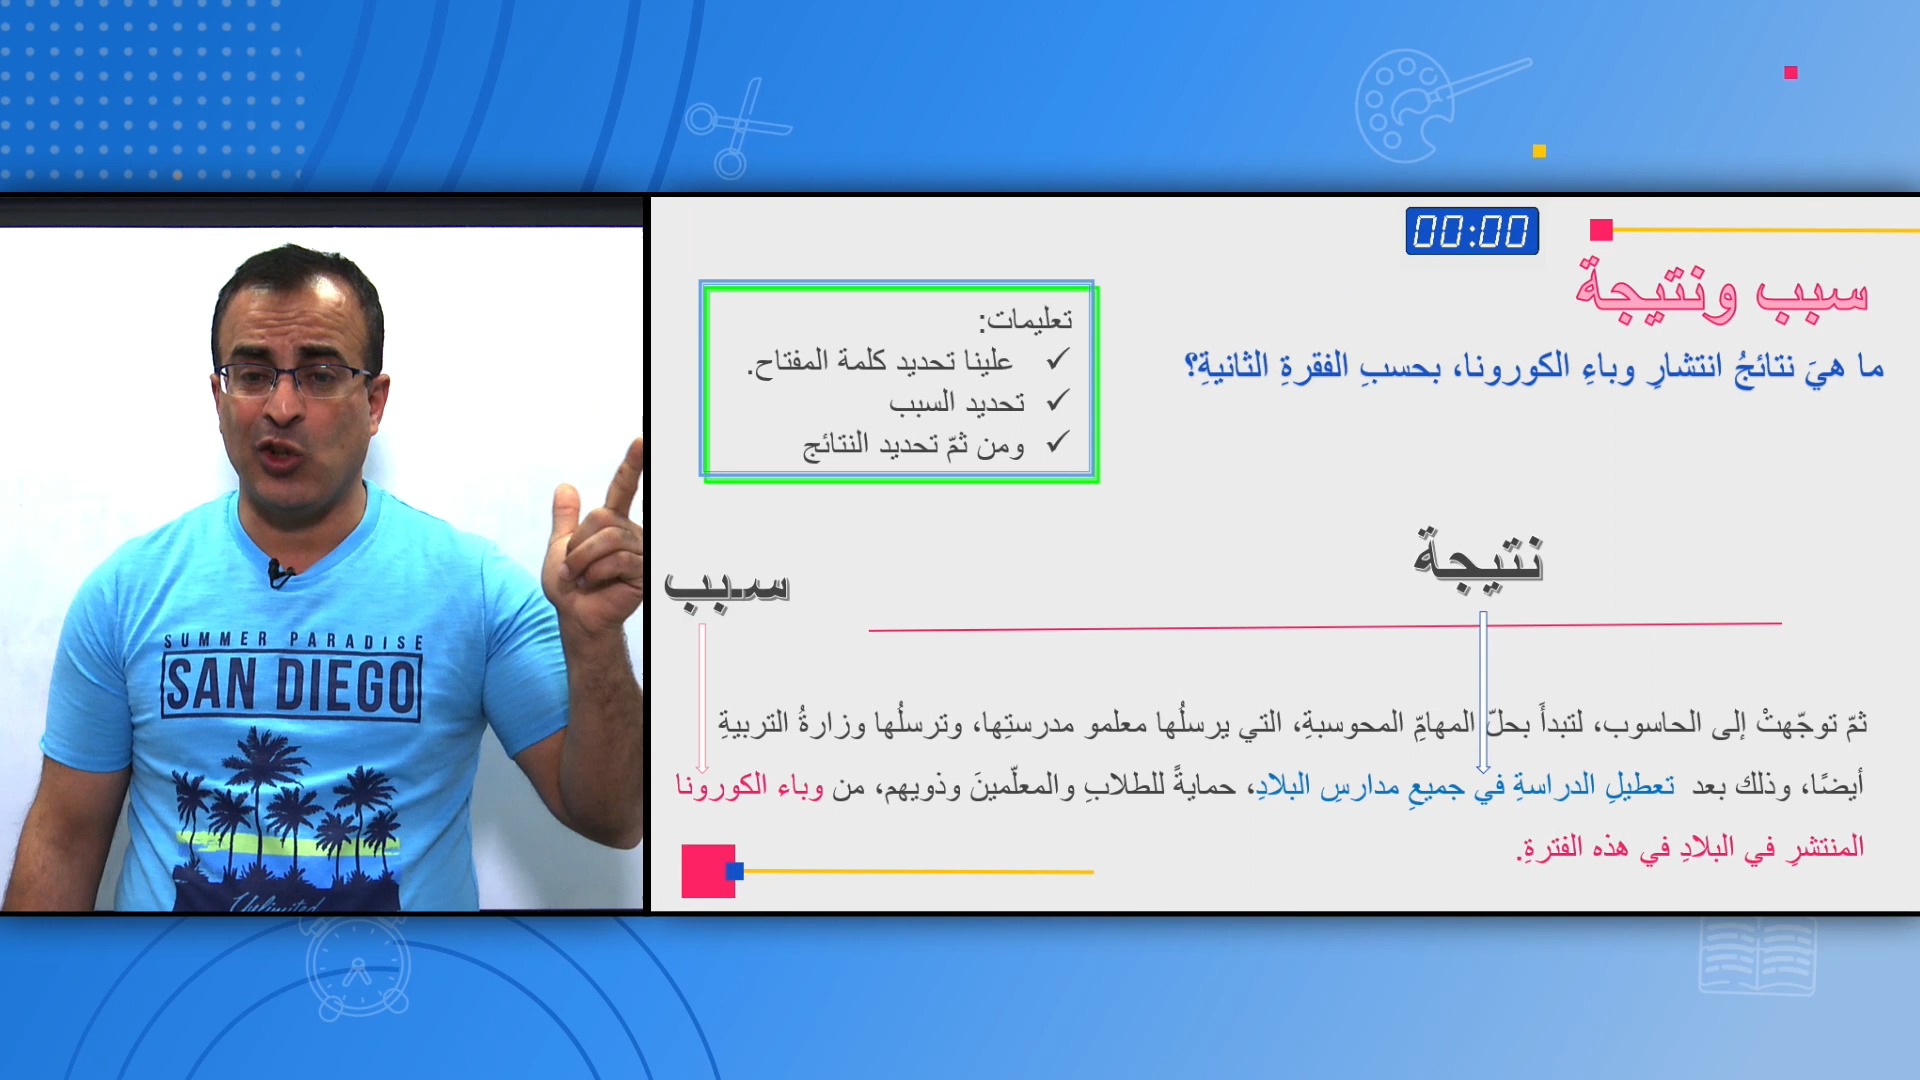 00:00
سبب ونتيجة
ما هيَ نتائجُ انتشارِ وباءِ الكورونا، بحسبِ الفقرةِ الثانيةِ؟
تعليمات:
✓ علينا تحديد كلمة المفتاح.
✓ تحديد السبب
✓ ومن ثمّ تحديد النتائج
نتيجة
سبب
ثمّ توجّهتْ إلى الحاسوب، لتبدأَ بحلّ المهامِّ المحوسبةِ، التي يرسلُها معلمو مدرستِها، وترسلُها وزارةُ التربيةِ
أيضًا، وذلك بعد تعطيلِ الدراسةِ في جميعِ مدارسِ البلادِ، حمايةً للطلابِ والمعلّمينَ وذويهم، من وباء الكورونا
المنتشرِ في البلادِ في هذه الفترةِ.
SUMMER PARADISE
SAN DIEGO
Unlimited